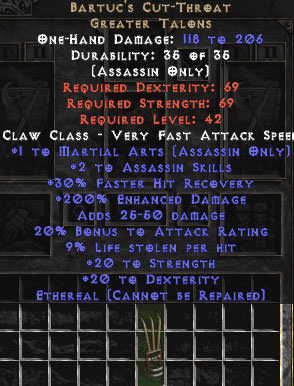 Bartuc's Cut-Throat
Greater Talons
One-Hand Damage: 118 to 206
Durability: 35 of 35
(Assassin Only)
Required Dexterity: 69
Required Strength: 69
Required Level: 42
Claw Class - Very Fast Attack Speed
+1 to Martial Arts (Assassin Only)
+2 to Assassin Skills
+30% Faster Hit Recovery
+200% Enhanced Damage
Adds 25-50 damage
20% Bonus to Attack Rating
9% Life stolen per hit
+20 to Strength
+20 to Dexterity
Ethereal (Cannot be Repaired)